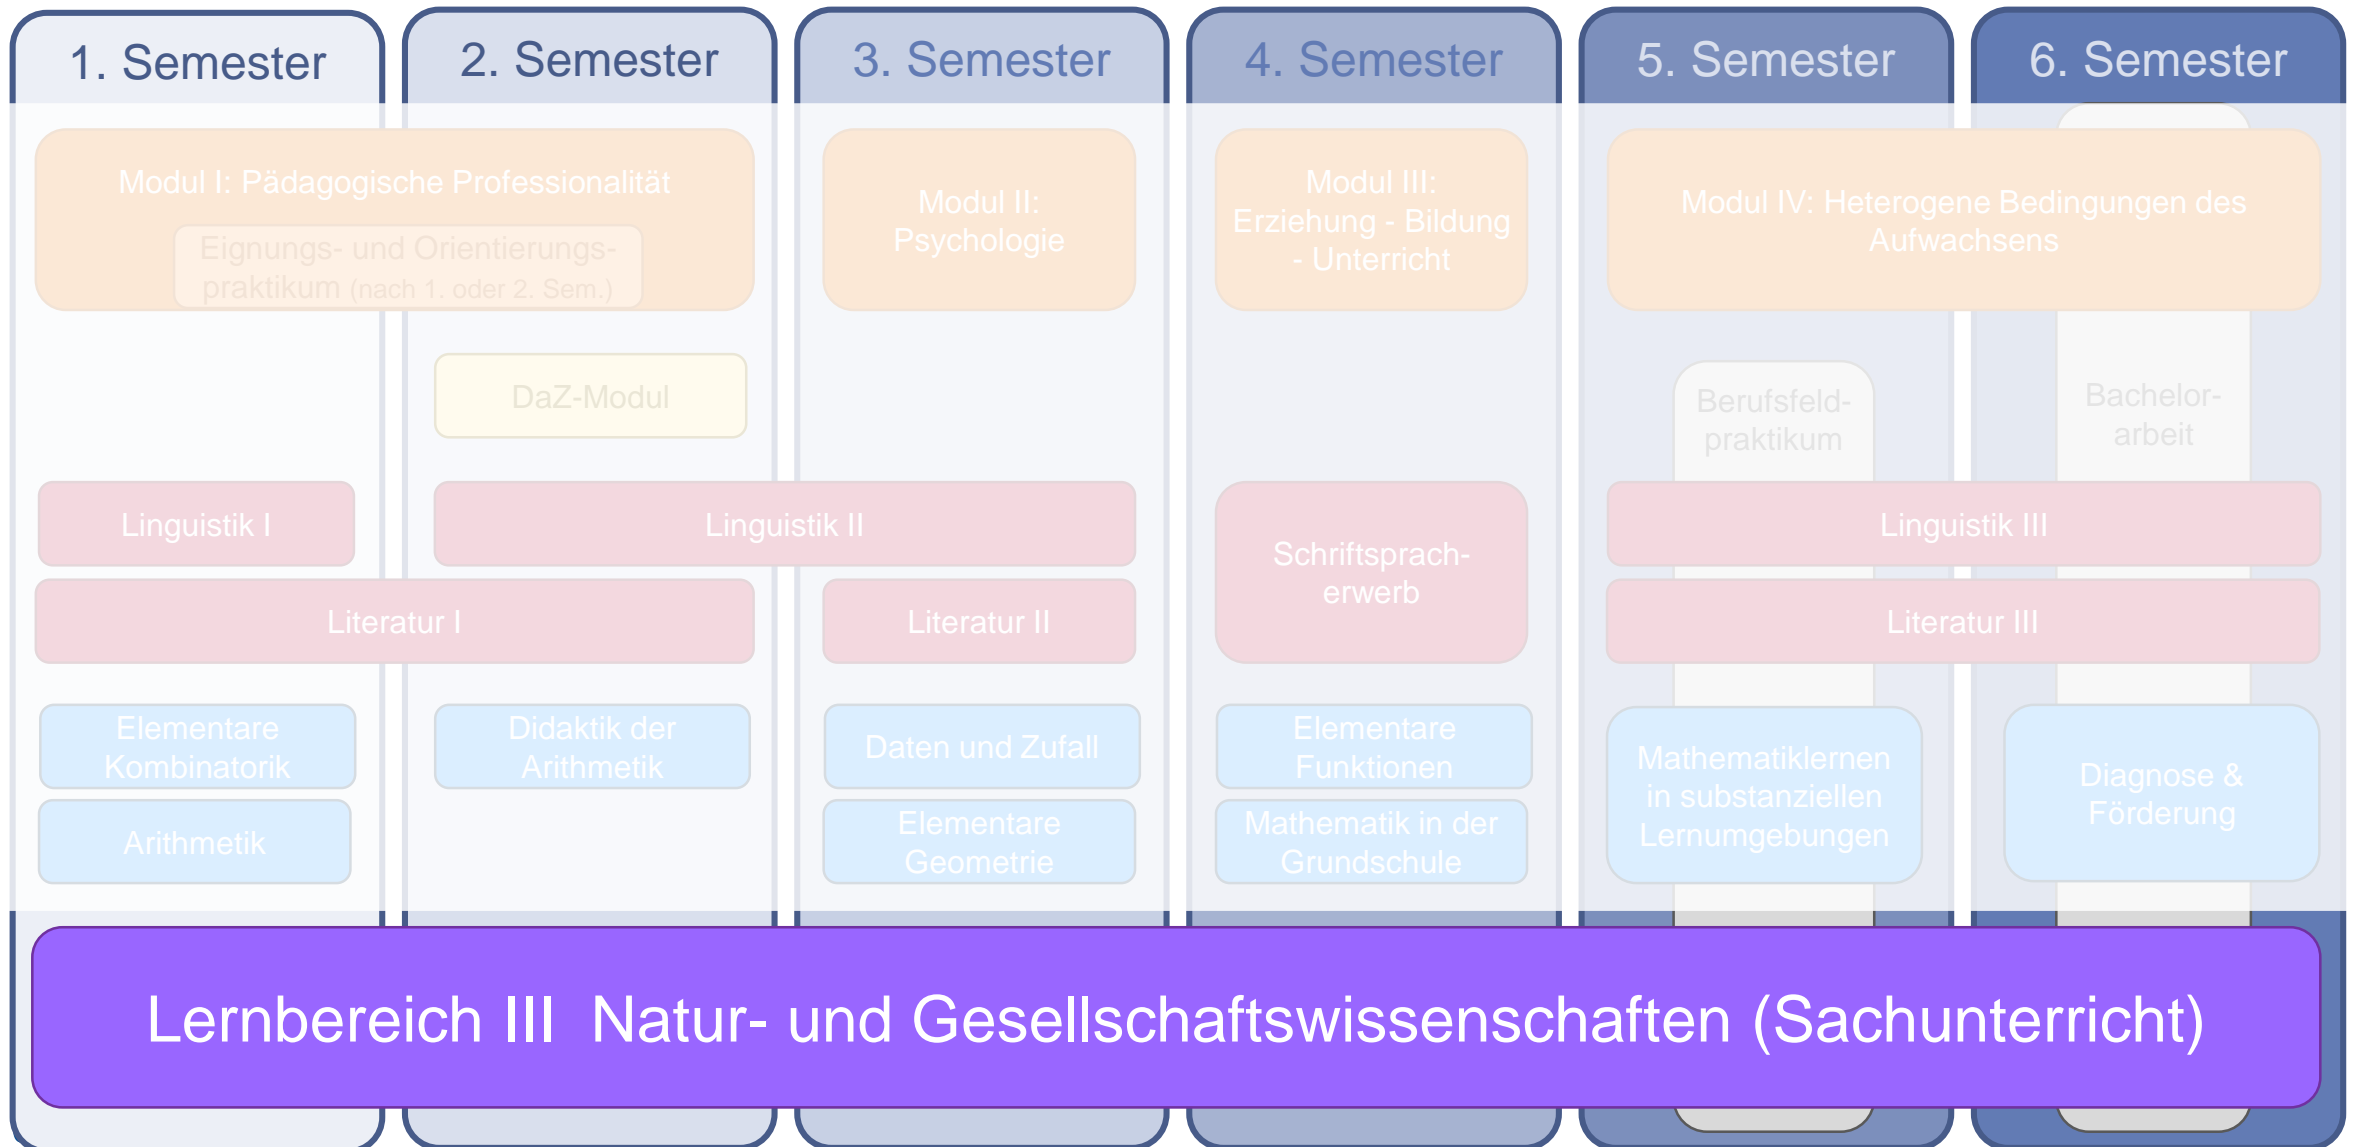 1. Semester
2. Semester
3. Semester
4. Semester
5. Semester
6. Semester
Modul I: Pädagogische Professionalität
Eignungs- und Orientierungs-
praktikum (nach 1. oder 2. Sem.)
Modul II:
Psychologie
Modul III:
Erziehung - Bildung
- Unterricht
Modul IV: Heterogene Bedingungen des
Aufwachsens
DaZ-Modul
Berufsfeld-
praktikum
Bachelor-
arbeit
Linguistik I
Linguistik II
Schriftsprach-
erwerb
Linguistik III
Literatur I
Literatur II
Literatur III
Elementare
Kombinatorik
Didaktik der
Arithmetik
Daten und Zufall
Elementare
Funktionen
Mathematiklernen
in substanziellen
Lernumgebungen
Diagnose &
Förderung
Arithmetik
Elementare
Geometrie
Mathematik in der
Grundschule
Lernbereich III  Natur- und Gesellschaftswissenschaften (Sachunterricht)